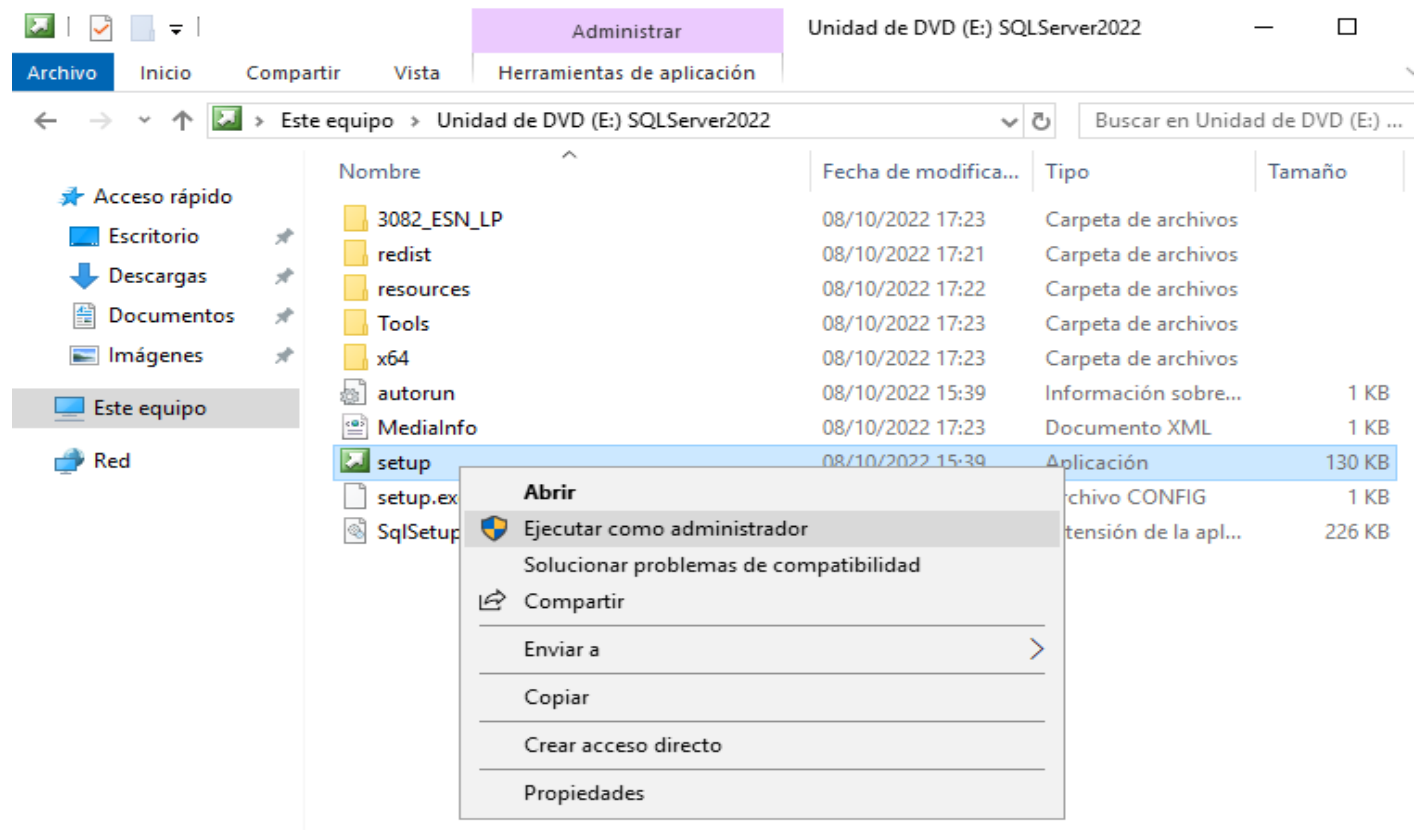 Administrar Unidad de DVD (E:) SQLServer2022
Archivo Inicio Compartir Vista Herramientas de aplicación
Este equipo Unidad de DVD (E:) SQLServer2022 Buscar en Unidad de DVD (E:) ...
Nombre Fecha de modifica... Tipo Tamaño
Acceso rápido
Escritorio
Descargas
Documentos
Imágenes
Este equipo
Red
3082_ESN_LP 08/10/2022 17:23 Carpeta de archivos
redist 08/10/2022 17:21 Carpeta de archivos
resources 08/10/2022 17:22 Carpeta de archivos
Tools 08/10/2022 17:23 Carpeta de archivos
x64 08/10/2022 17:23 Carpeta de archivos
autorun 08/10/2022 15:39 Información sobre... 1 KB
MediaInfo 08/10/2022 17:23 Documento XML 1 KB
setup 08/10/2022 15:39 Aplicación 130 KB
setup.ex rchivo CONFIG 1 KB
SqlSetup tensión de la apl... 226 KB
Abrir
Ejecutar como administrador
Solucionar problemas de compatibilidad
Compartir
Enviar a
Copiar
Crear acceso directo
Propiedades